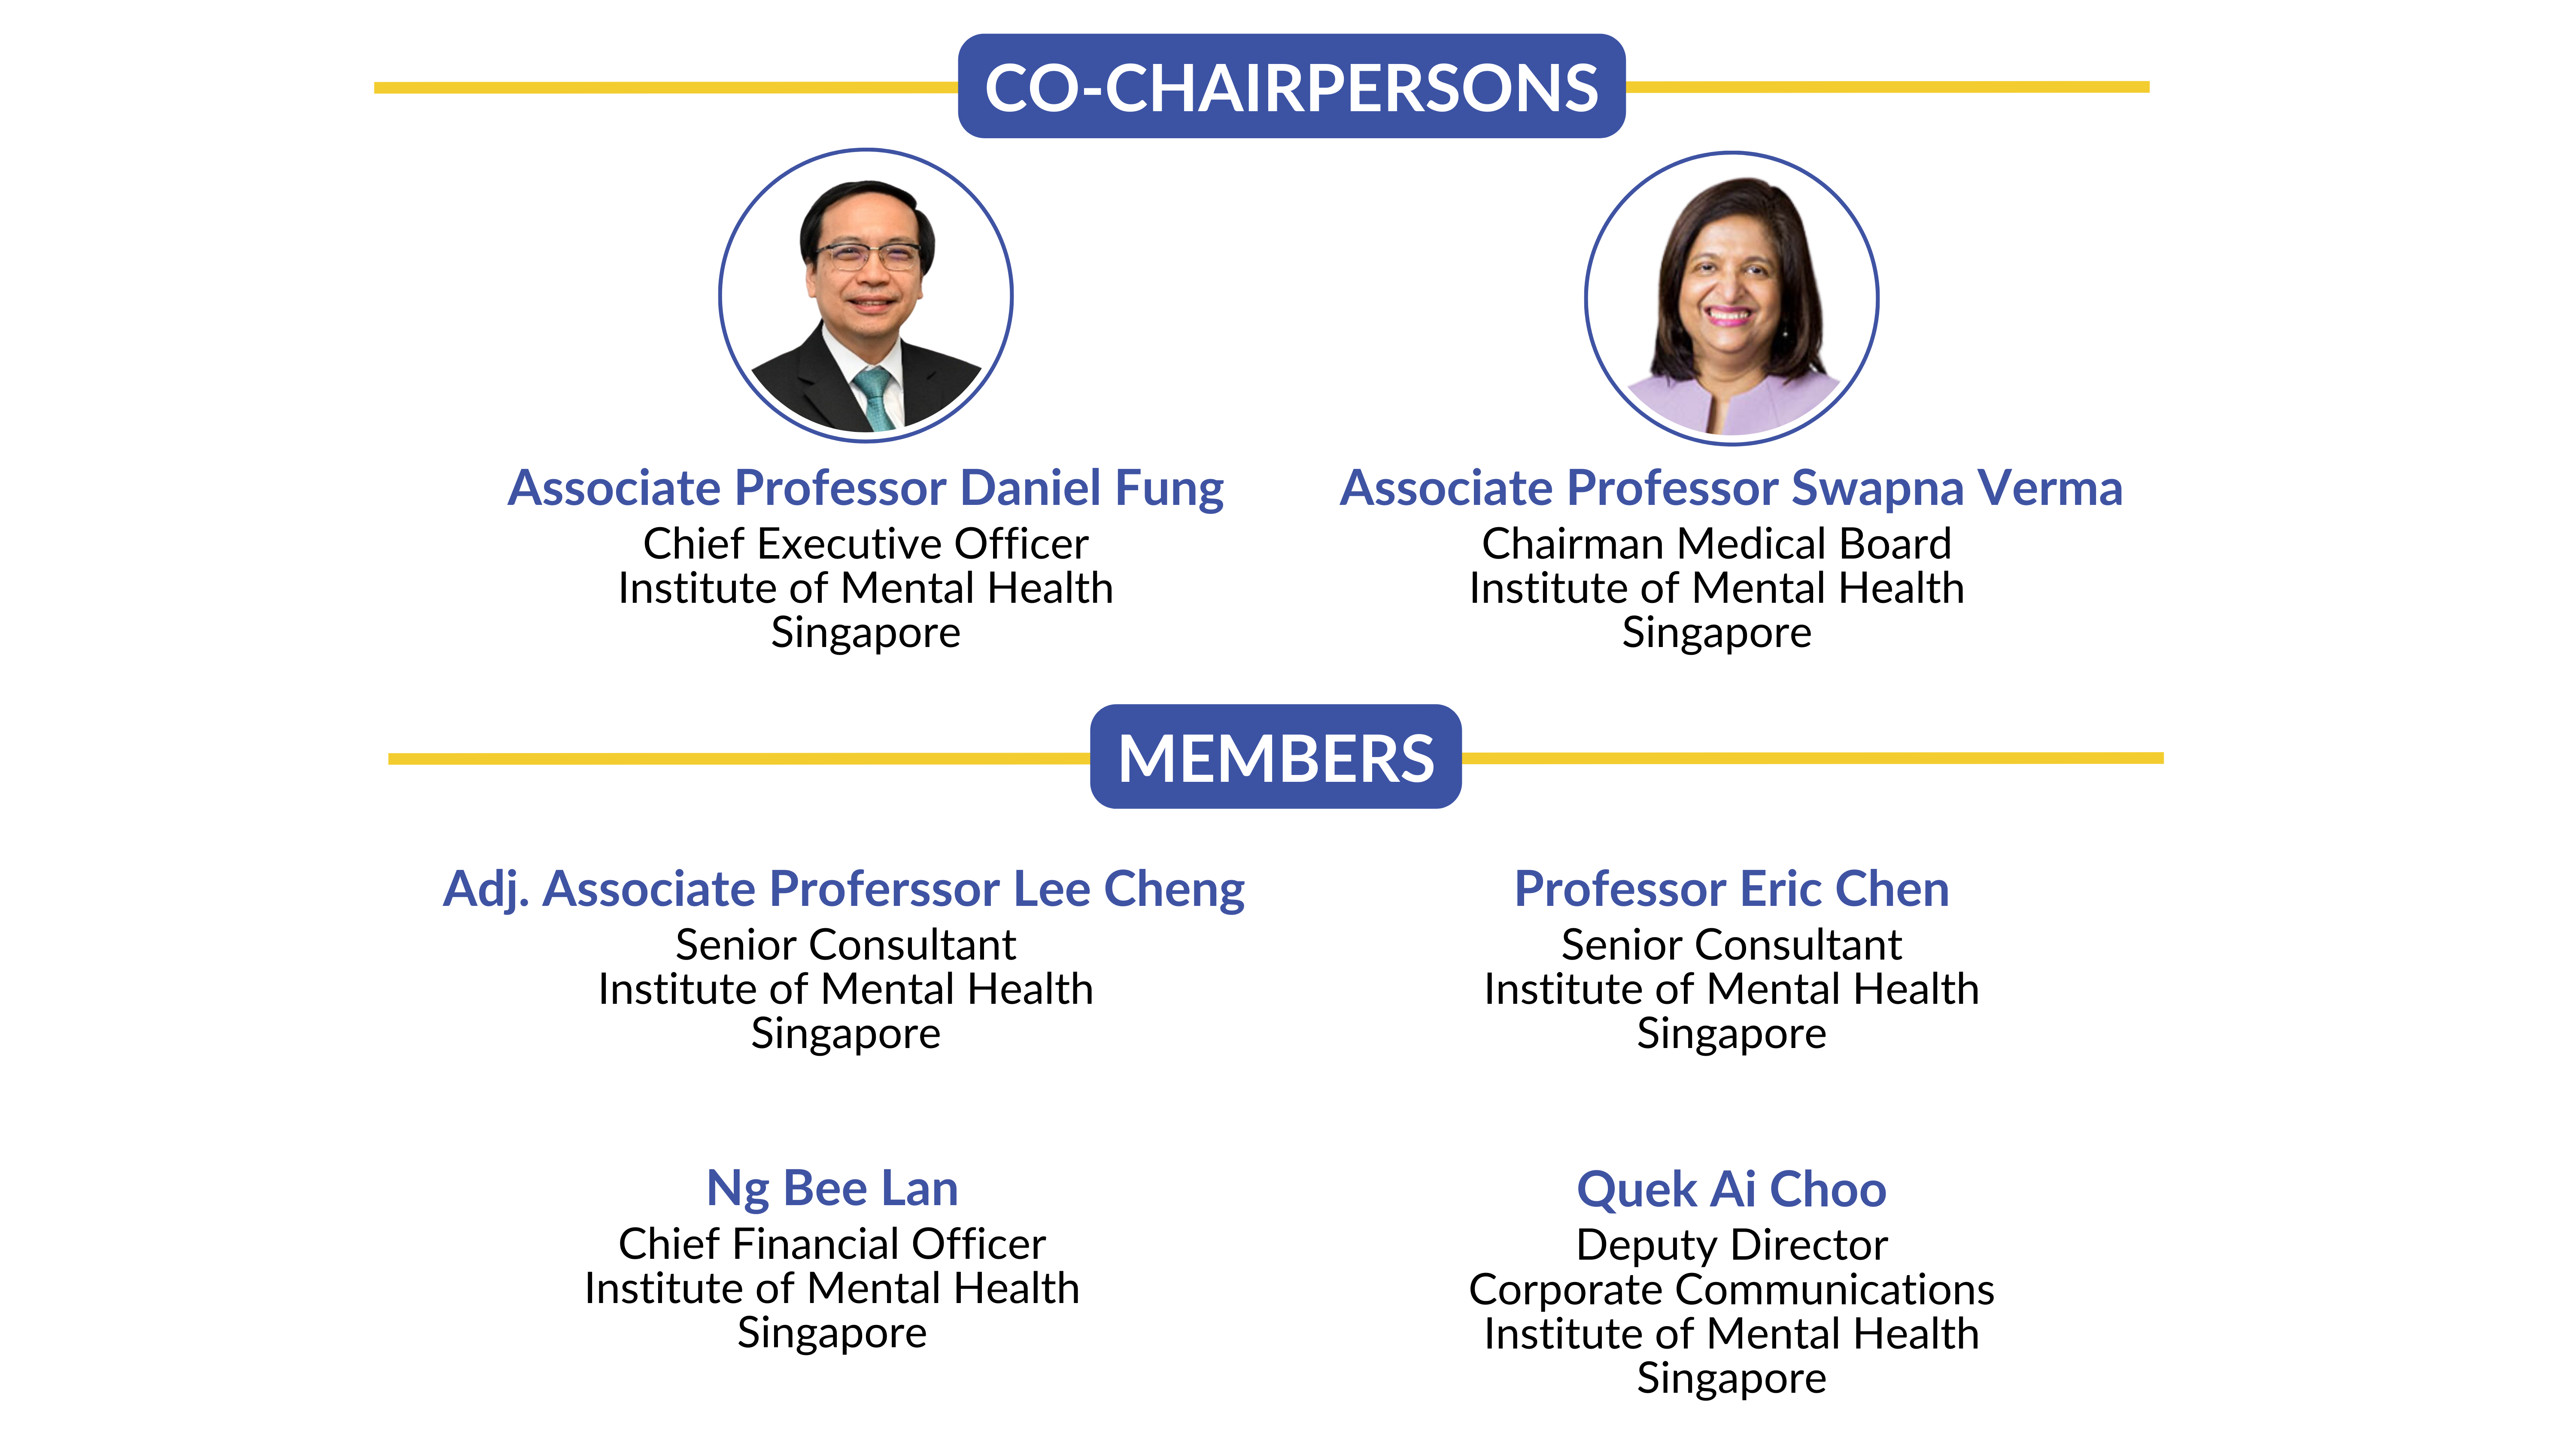 CO-CHAIRPERSONS
Associate Professor Daniel Fung
Chief Executive Officer
Institute of Mental Health
Singapore
Associate Professor Swapna Verma
Chairman Medical Board
Institute of Mental Health
Singapore
MEMBERS
Adj. Associate Proferssor Lee Cheng
Senior Consultant
Institute of Mental Health
Singapore
Professor Eric Chen
Senior Consultant
Institute of Mental Health
Singapore
Ng Bee Lan
Chief Financial Officer
Institute of Mental Health
Singapore
Quek Ai Choo
Deputy Director
Corporate Communications
Institute of Mental Health
Singapore